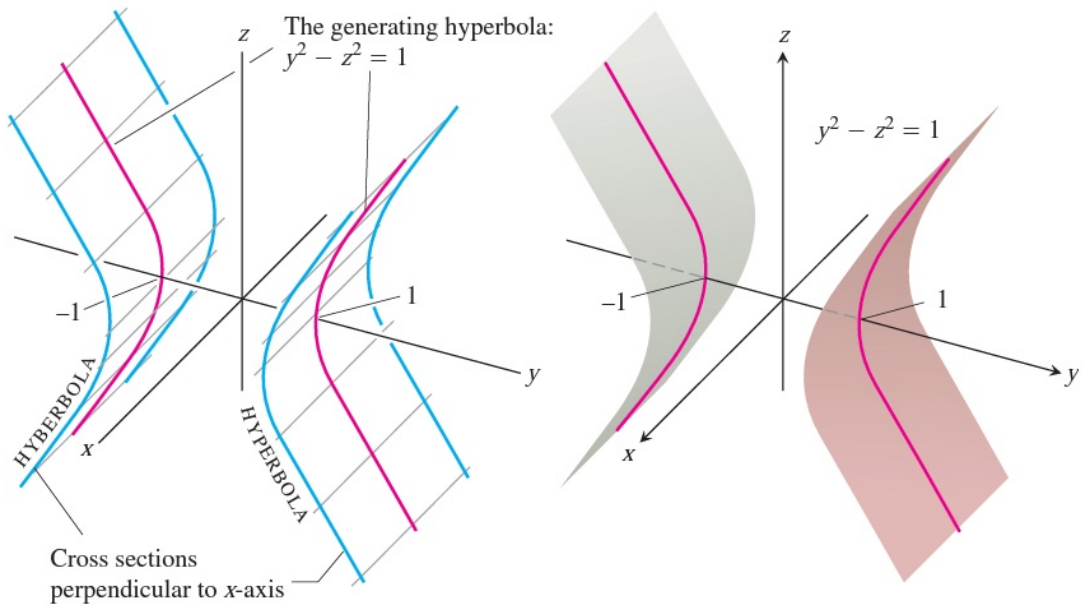 The generating hyperbola:
y² − z² = 1
z
−1
1
y
x
HYBERBOLA
HYPERBOLA
Cross sections
perpendicular to x-axis
z
y² − z² = 1
−1
1
y
x